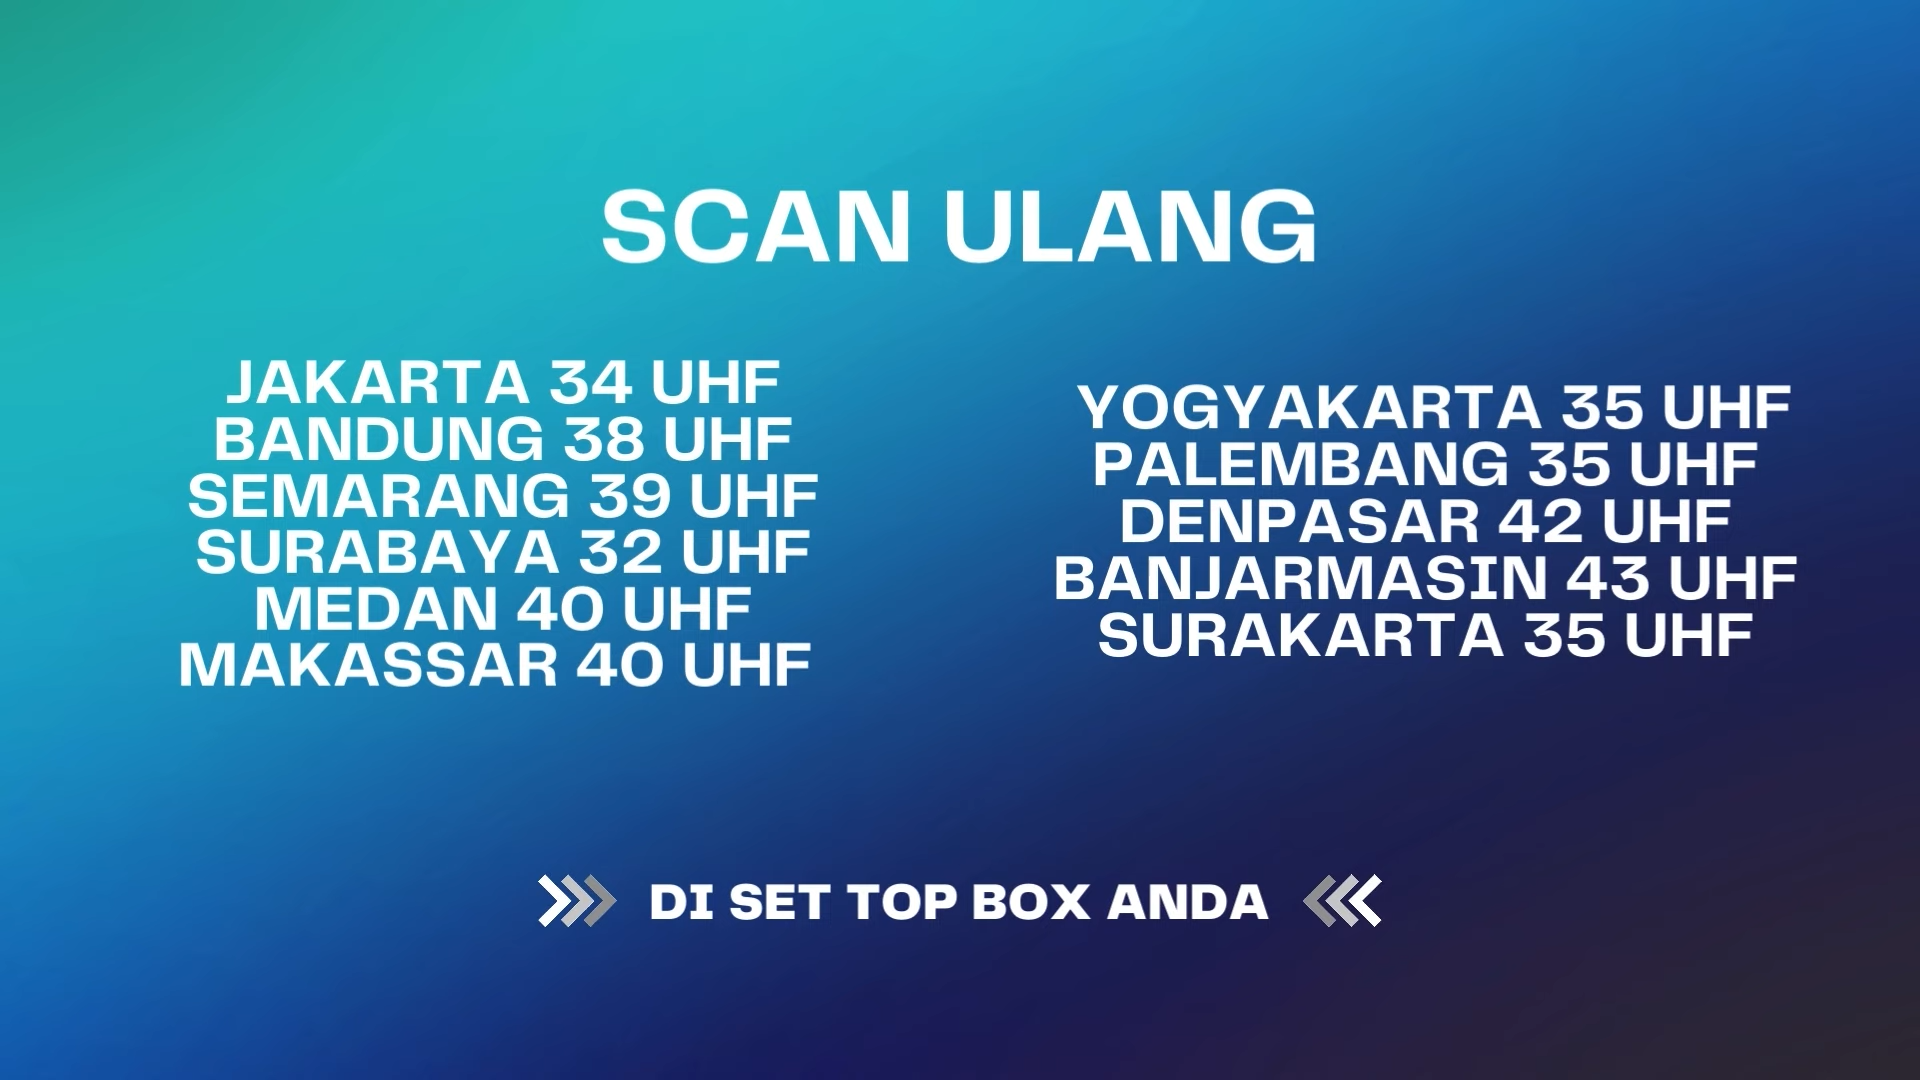 SCAN ULANG
JAKARTA 34 UHF
BANDUNG 38 UHF
SEMARANG 39 UHF
SURABAYA 32 UHF
MEDAN 40 UHF
MAKASSAR 40 UHF
YOGYAKARTA 35 UHF
PALEMBANG 35 UHF
DENPASAR 42 UHF
BANJARMASIN 43 UHF
SURAKARTA 35 UHF
DI SET TOP BOX ANDA